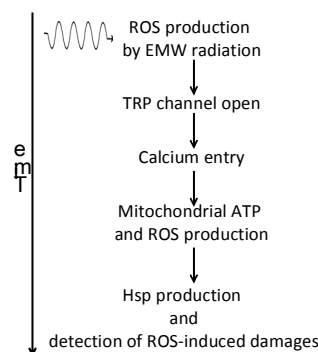 ROS production
by EMW radiation
TRP channel open
Calcium entry
Mitochondrial ATP
and ROS production
Hsp production
and
detection of ROS-induced damages
Time